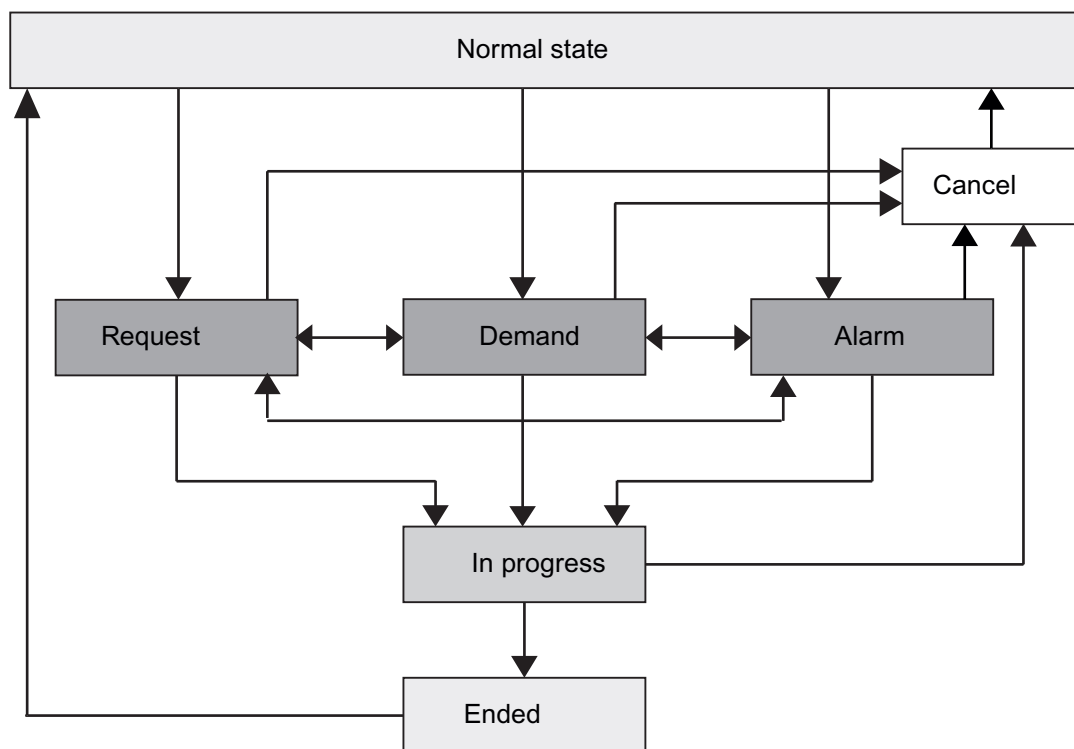 Normal state
Cancel
Request
Demand
Alarm
In progress
Ended